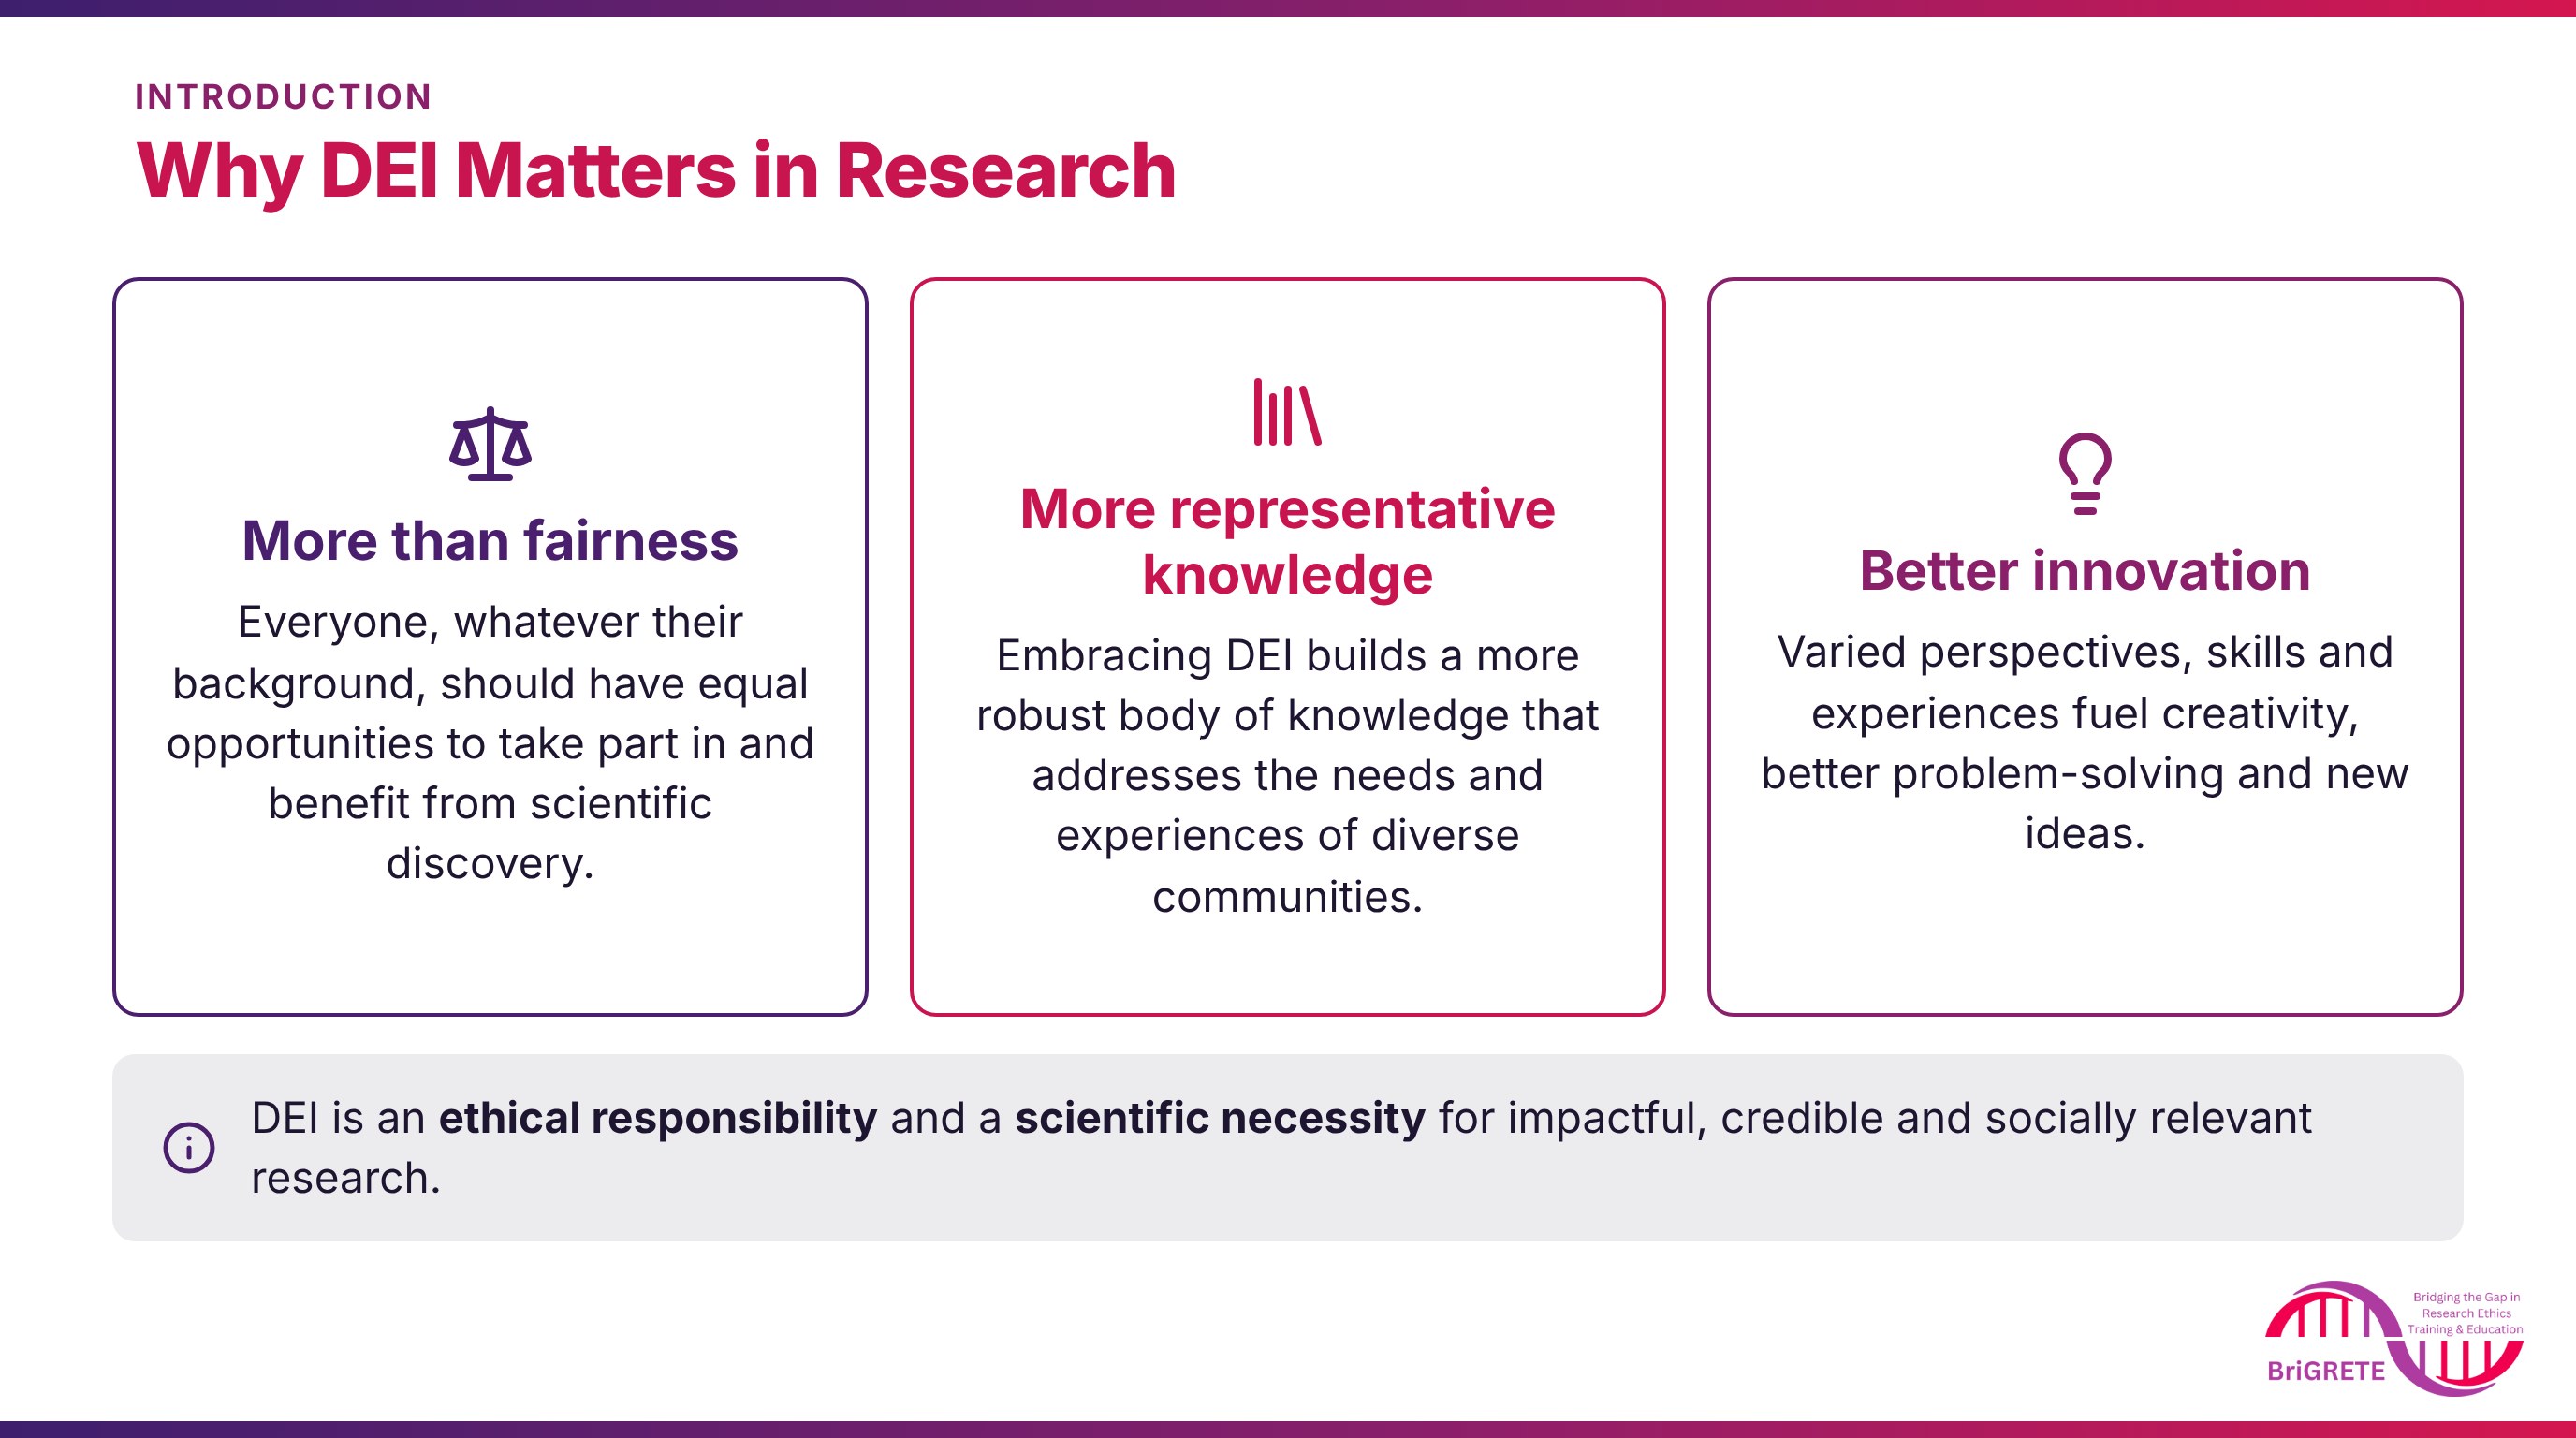 INTRODUCTION
Why DEI Matters in Research
More than fairness
Everyone, whatever their
background, should have equal
opportunities to take part in and
benefit from scientific
discovery.
More representative
knowledge
Embracing DEI builds a more
robust body of knowledge that
addresses the needs and
experiences of diverse
communities.
Better innovation
Varied perspectives, skills and
experiences fuel creativity,
better problem-solving and new
ideas.
DEI is an ethical responsibility and a scientific necessity for impactful, credible and socially relevant
research.
Bridging the Gap in
Research Ethics
Training & Education
BriGRETE